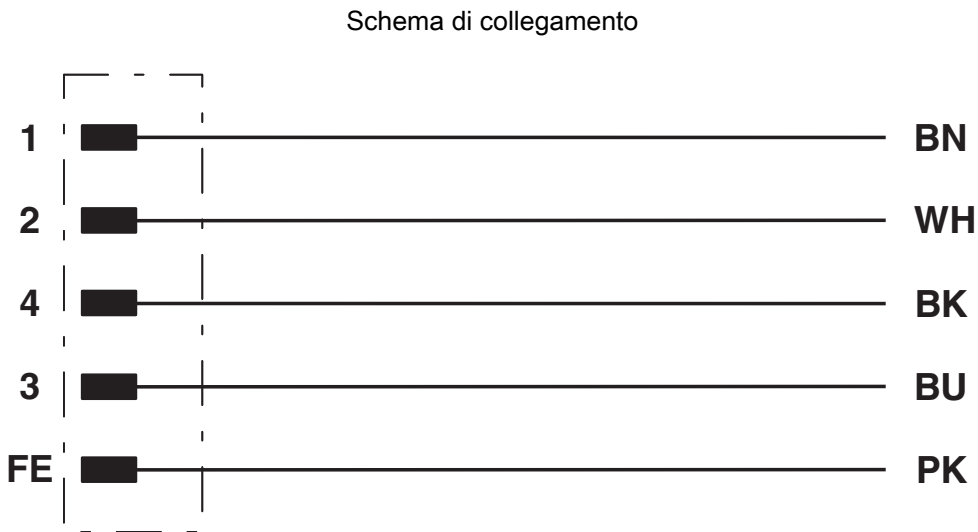 Schema di collegamento
1 BN
2 WH
4 BK
3 BU
FE PK